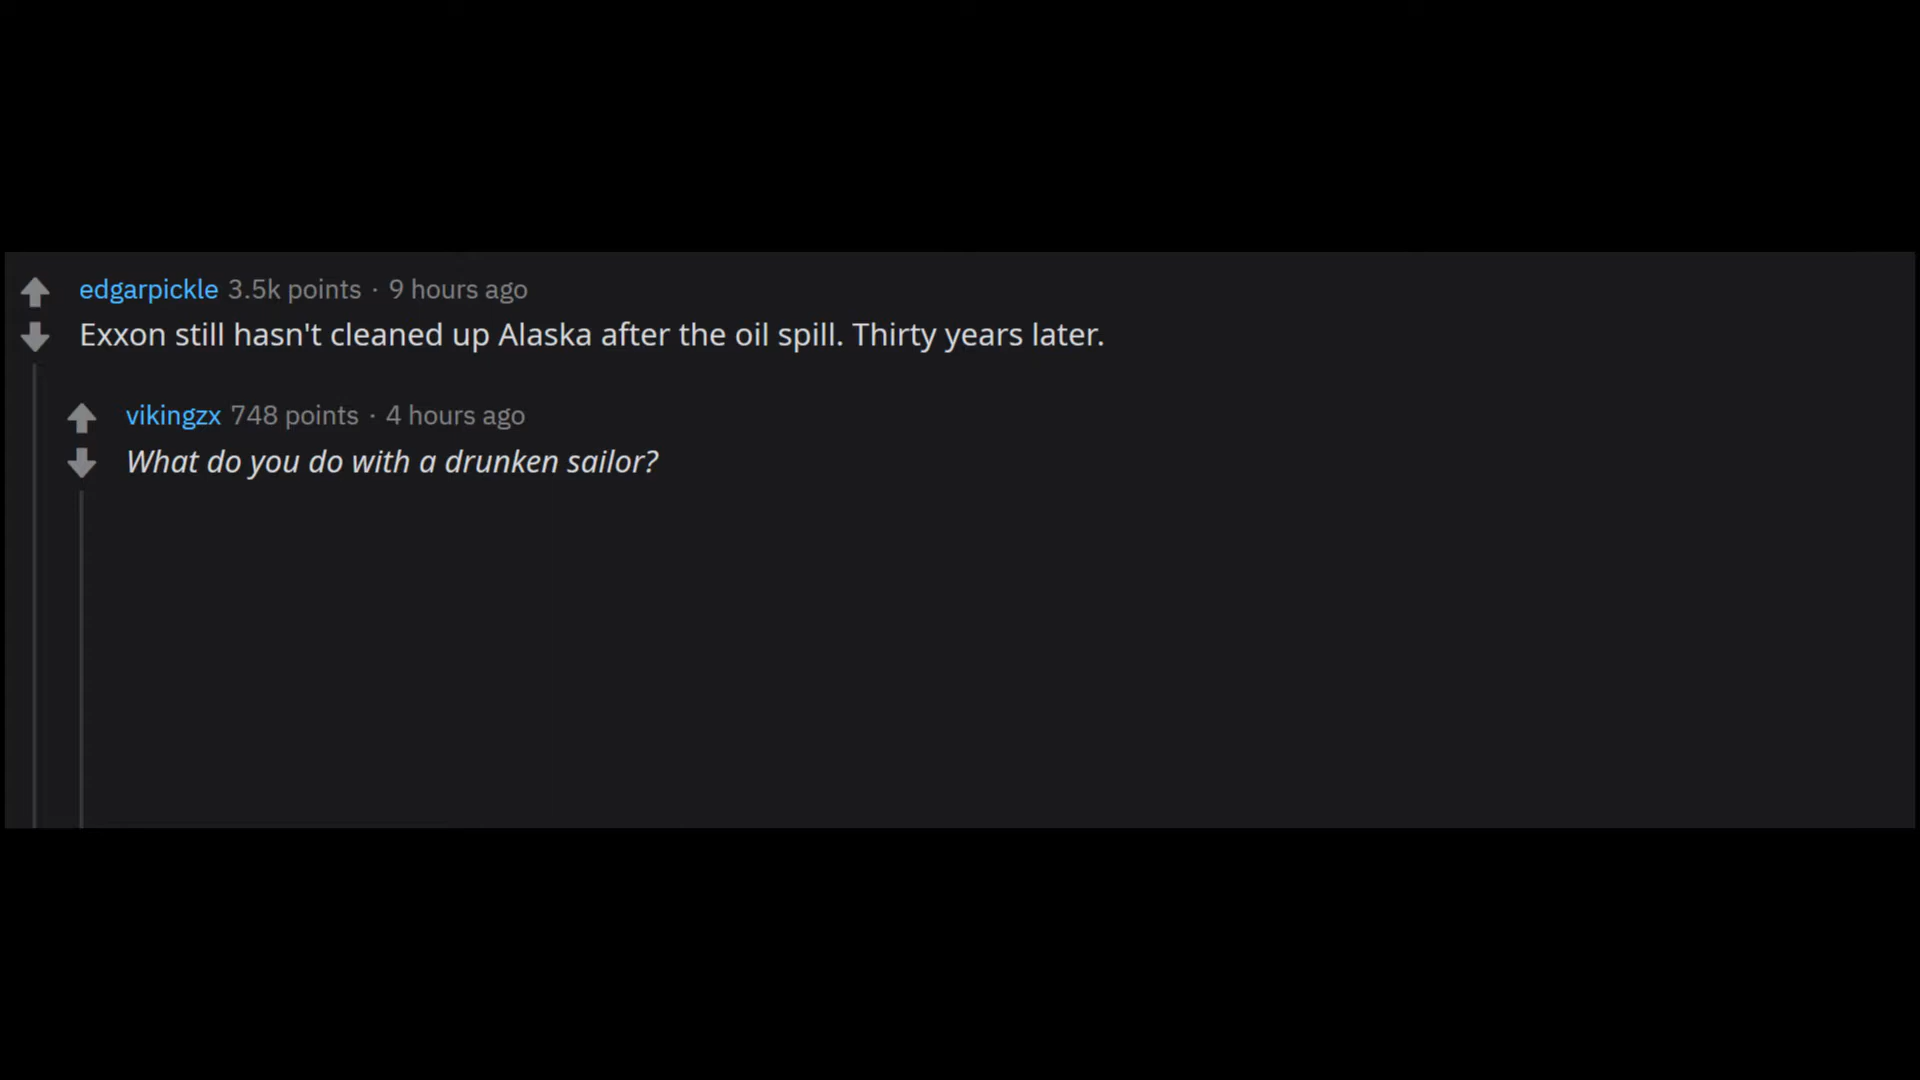 edgarpickle 3.5k points · 9 hours ago
Exxon still hasn't cleaned up Alaska after the oil spill. Thirty years later.
vikingzx 748 points · 4 hours ago
What do you do with a drunken sailor?